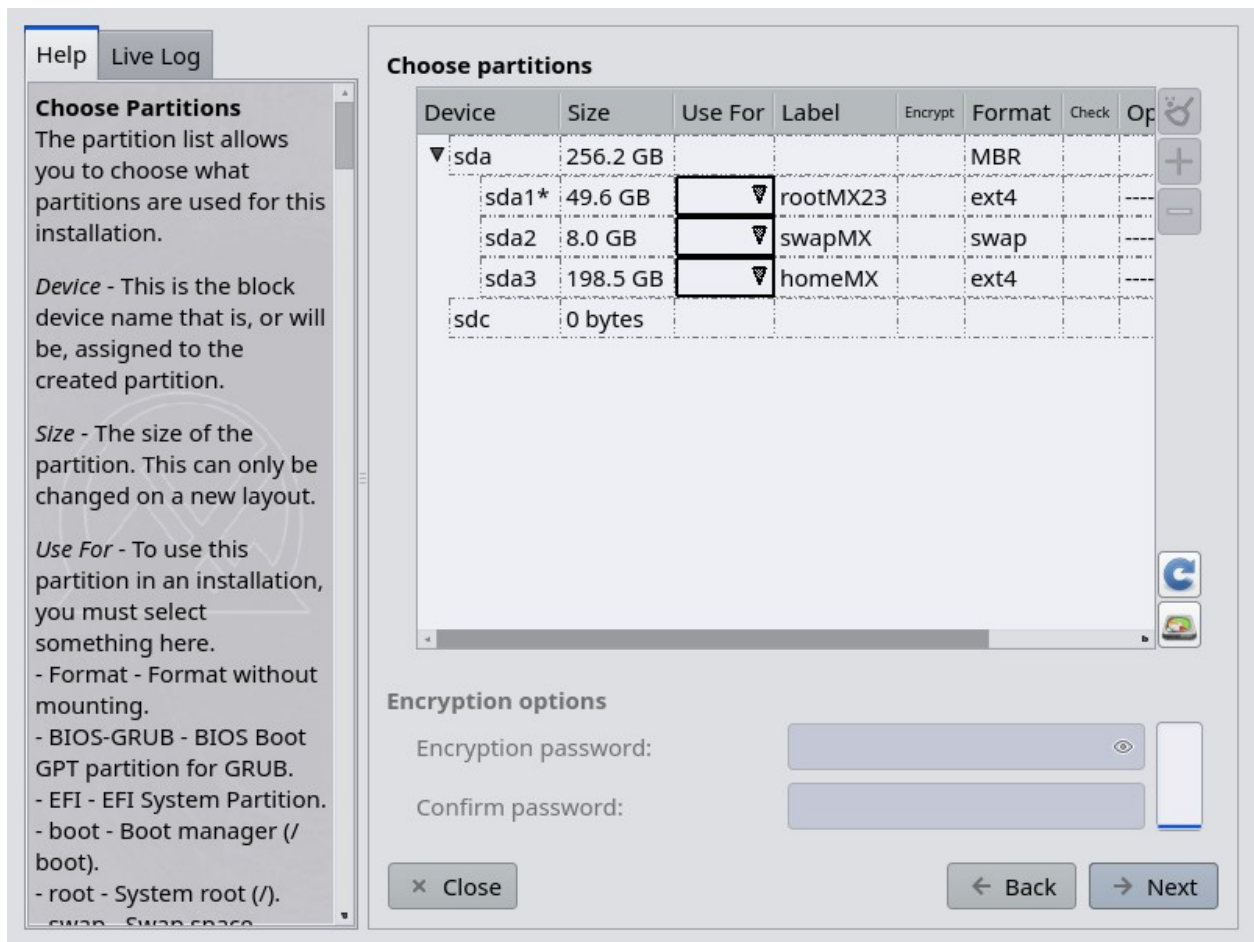 Help Live Log
Choose Partitions
The partition list allows
you to choose what
partitions are used for this
installation.
Device - This is the block
device name that is, or will
be, assigned to the
created partition.
Size - The size of the
partition. This can only be
changed on a new layout.
Use For - To use this
partition in an installation,
you must select
something here.
- Format - Format without
mounting.
- BIOS-GRUB - BIOS Boot
GPT partition for GRUB.
- EFI - EFI System Partition.
- boot - Boot manager (/
boot).
- root - System root (/).
- swap - Swap space
Choose partitions
Device Size Use For Label Encrypt Format Check Op
sda 256.2 GB MBR
sda1* 49.6 GB rootMX23 ext4 ----
sda2 8.0 GB swapMX swap ----
sda3 198.5 GB homeMX ext4 ----
sdc 0 bytes
Encryption options
Encryption password:
Confirm password:
Close Back Next